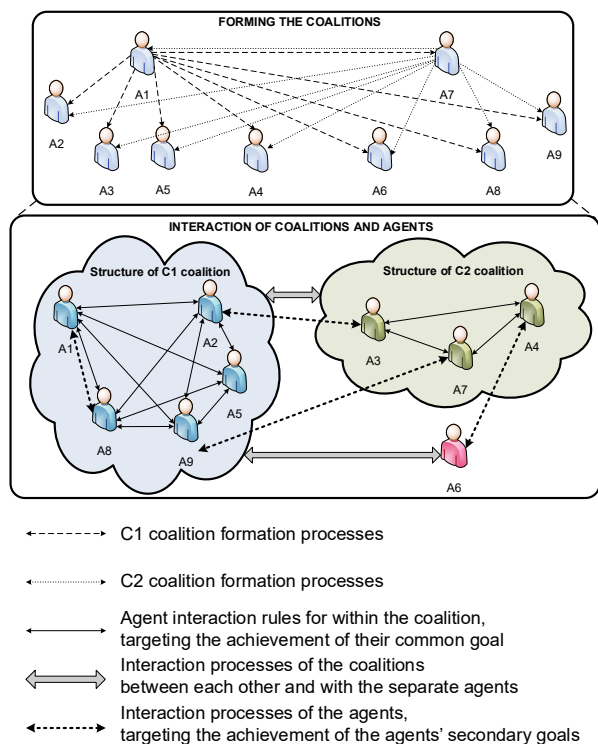 FORMING THE COALITIONS
A1
A7
A2
A9
A3
A5
A4
A6
A8
INTERACTION OF COALITIONS AND AGENTS
Structure of C1 coalition
Structure of C2 coalition
A1
A2
A3
A4
A7
A5
A8
A9
A6
C1 coalition formation processes
C2 coalition formation processes
Agent interaction rules for within the coalition,
targeting the achievement of their common goal
Interaction processes of the coalitions
between each other and with the separate agents
Interaction processes of the agents,
targeting the achievement of the agents' secondary goals